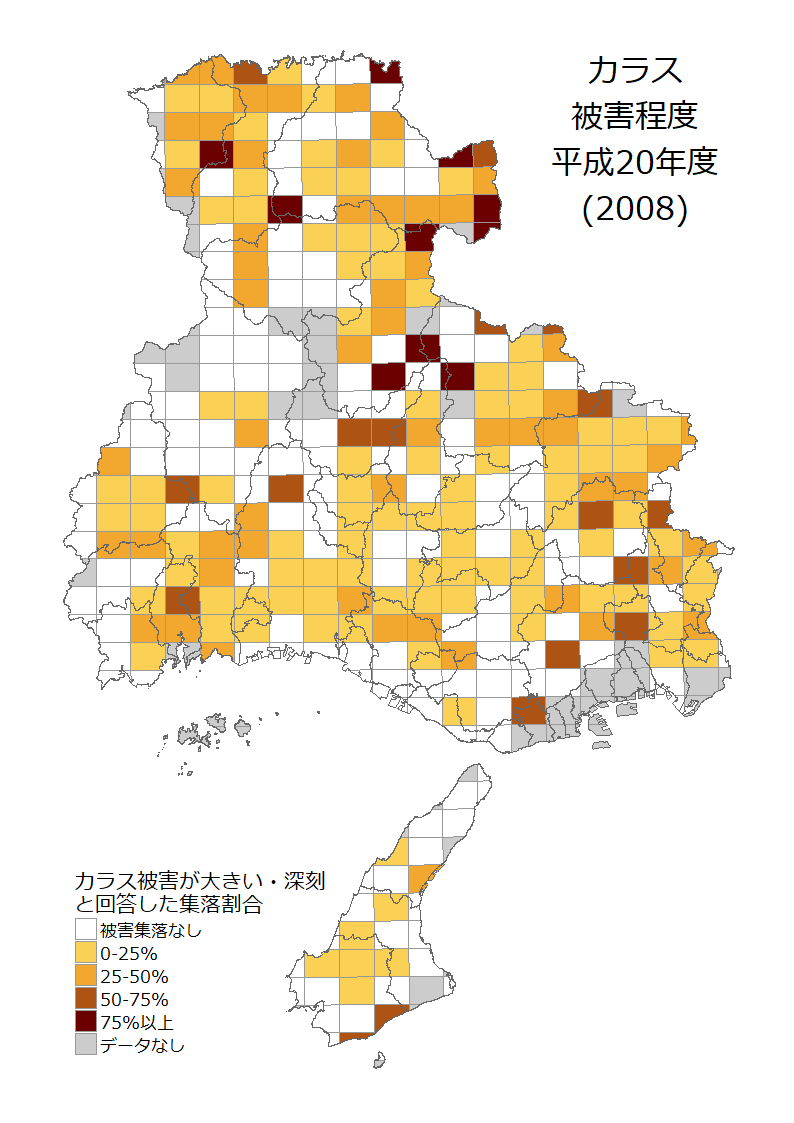 カラス
被害程度
平成20年度
(2008)
カラス被害が大きい・深刻
と回答した集落割合
被害集落なし
0-25%
25-50%
50-75%
75%以上
データなし